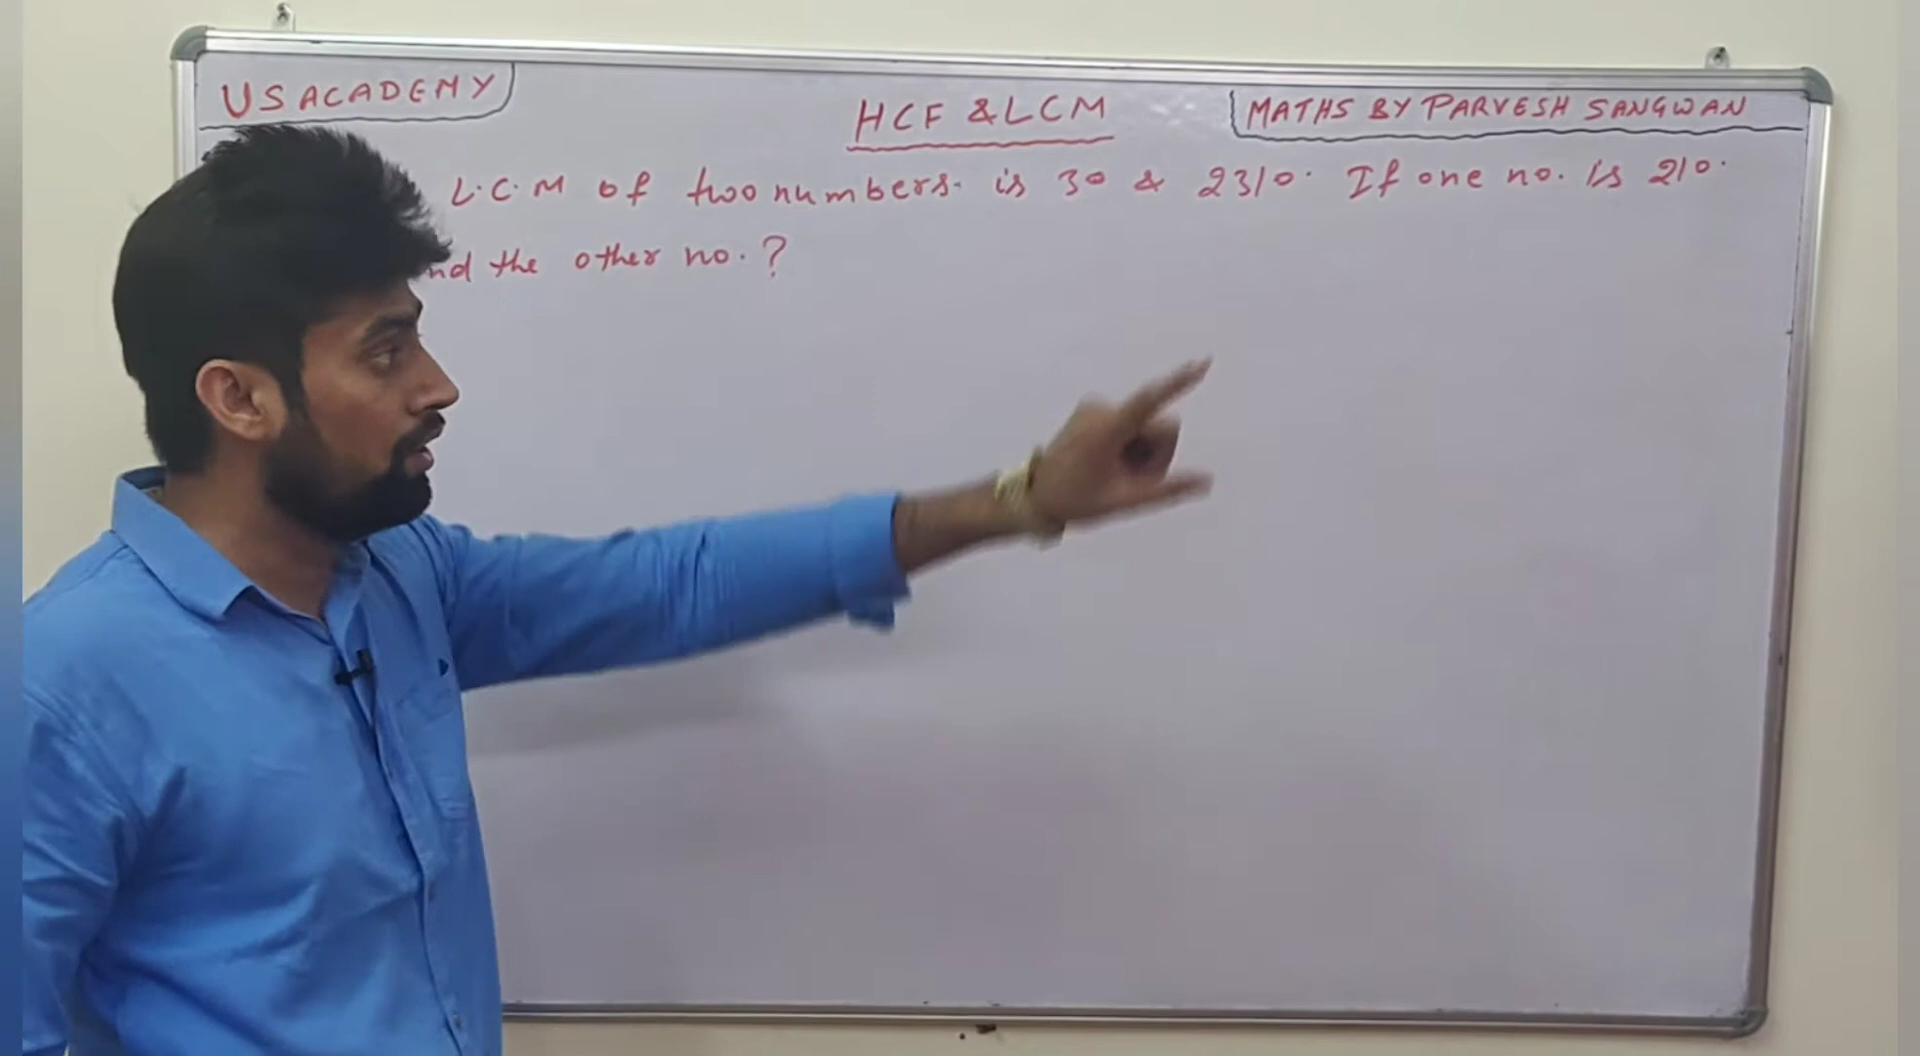 US ACADEMY
HCF & LCM
MATHS BY PARVESH SANGWAN
L.C.M of two numbers. is 30 & 2310. If one no. is 210.
nd the other no. ?